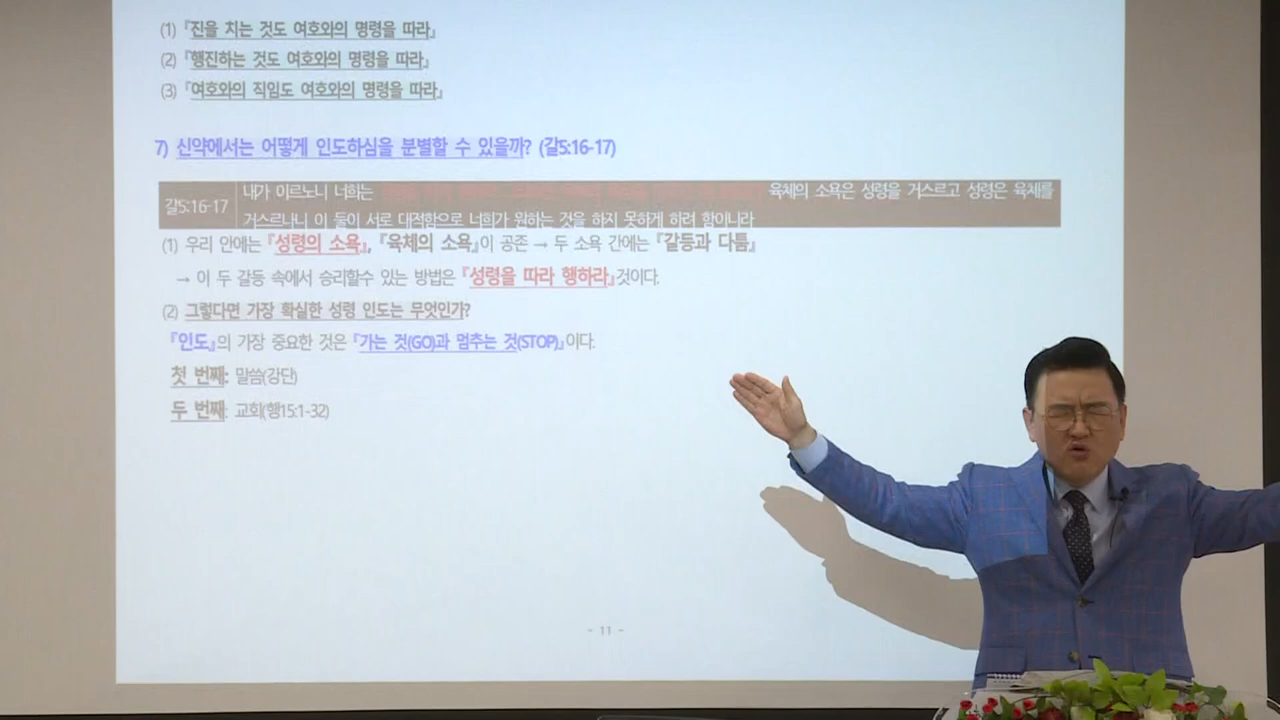 (1) 『진을 치는 것도 여호와의 명령을 따라』
(2) 『행진하는 것도 여호와의 명령을 따라』
(3) 『여호와의 직임도 여호와의 명령을 따라』
7) 신약에서는 어떻게 인도하심을 분별할 수 있을까? (갈5:16-17)
갈5:16-17
내가 이르노니 너희는 육체의 소욕은 성령을 거스르고 성령은 육체를
거스르나니 이 둘이 서로 대적함으로 너희가 원하는 것을 하지 못하게 하려 함이니라
(1) 우리 안에는 『성령의 소욕』, 『육체의 소욕』이 공존 → 두 소욕 간에는 『갈등과 다툼』
→ 이 두 갈등 속에서 승리할수 있는 방법은 『성령을 따라 행하라』것이다.
(2) 그렇다면 가장 확실한 성령 인도는 무엇인가?
『인도』의 가장 중요한 것은 『가는 것(GO)과 멈추는 것(STOP)』이다.
첫 번째: 말씀(강단)
두 번째: 교회(행15:1-32)
- 11 -